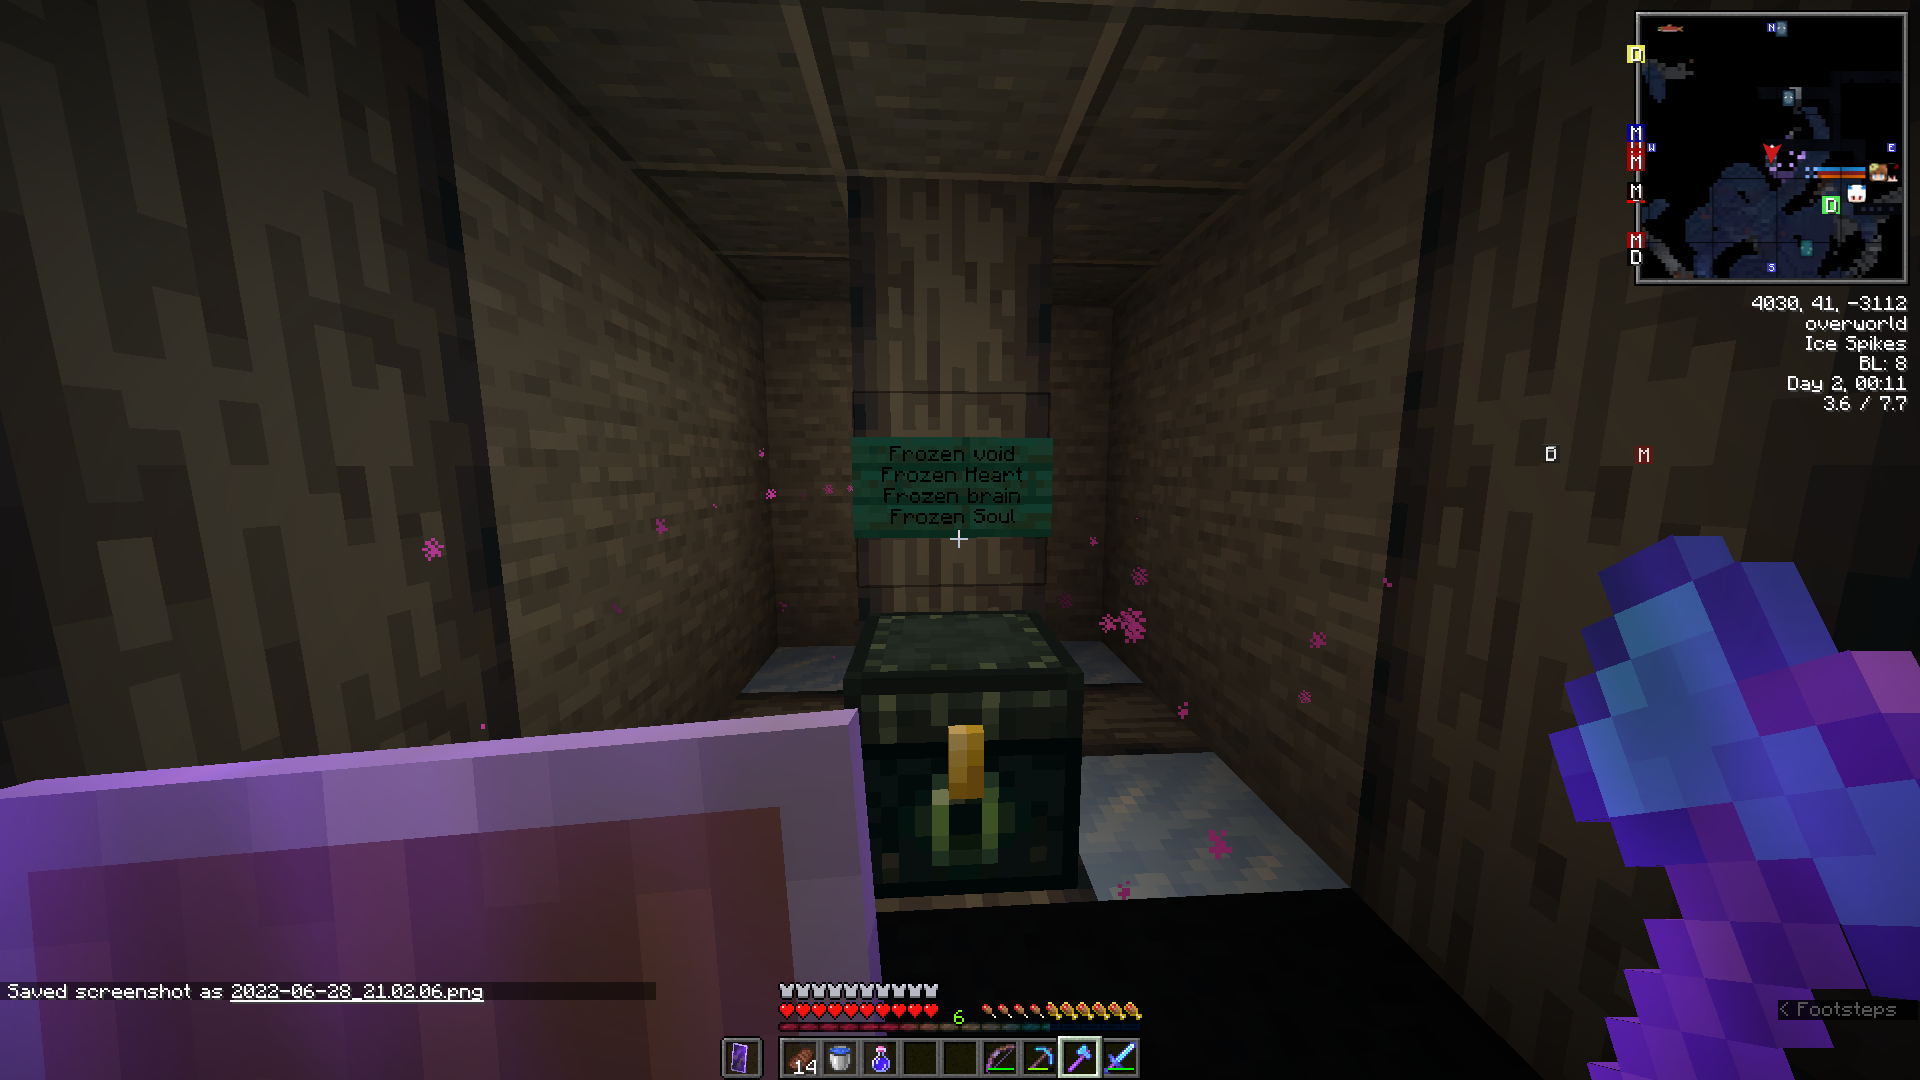 N
D
M
W
E
M
M
D
M
S
D
4030, 41, -3112
overworld
Ice Spikes
BL: 8
Day 2, 00:11
3.6 / 7.7
D
M
Frozen void
Frozen Heart
Frozen brain
Frozen Soul
Saved screenshot as 2022-06-28_21.02.06.png
< Footsteps
6
14